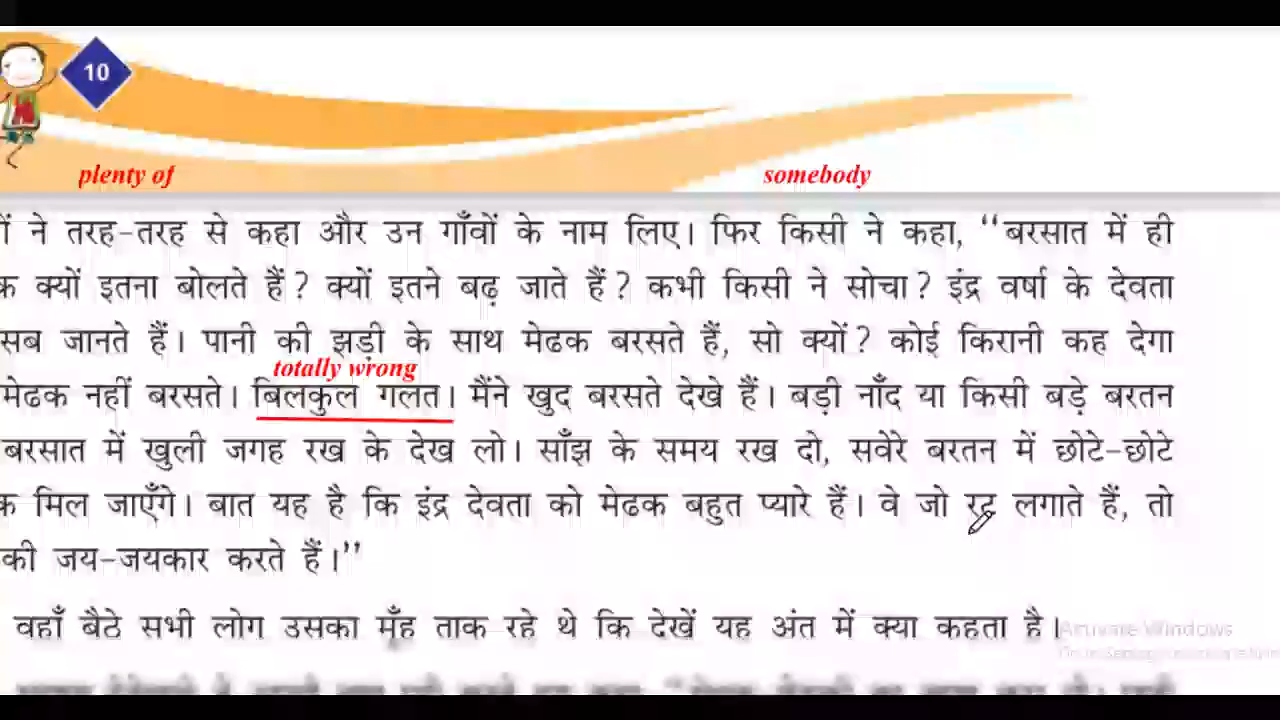 10
plenty of somebody
ने तरह-तरह से कहा और उन गाँवों के नाम लिए। फिर किसी ने कहा, ‘‘बरसात में ही
क्यों इतना बोलते हैं? क्यों इतने बढ़ जाते हैं? कभी किसी ने सोचा? इंद्र वर्षा के देवता
सब जानते हैं। पानी की झड़ी के साथ मेढक बरसते हैं, सो क्यों? कोई किरानी कह देगा
totally wrong
मेढक नहीं बरसते। बिलकुल गलत। मैंने खुद बरसते देखे हैं। बड़ी नाँद या किसी बड़े बरतन
बरसात में खुली जगह रख के देख लो। साँझ के समय रख दो, सवेरे बरतन में छोटे-छोटे
मिल जाएँगे। बात यह है कि इंद्र देवता को मेढक बहुत प्यारे हैं। वे जो रट लगाते हैं, तो
की जय-जयकार करते हैं।’’
वहाँ बैठे सभी लोग उसका मुँह ताक रहे थे कि देखें यह अंत में क्या कहता है।
Activate Windows